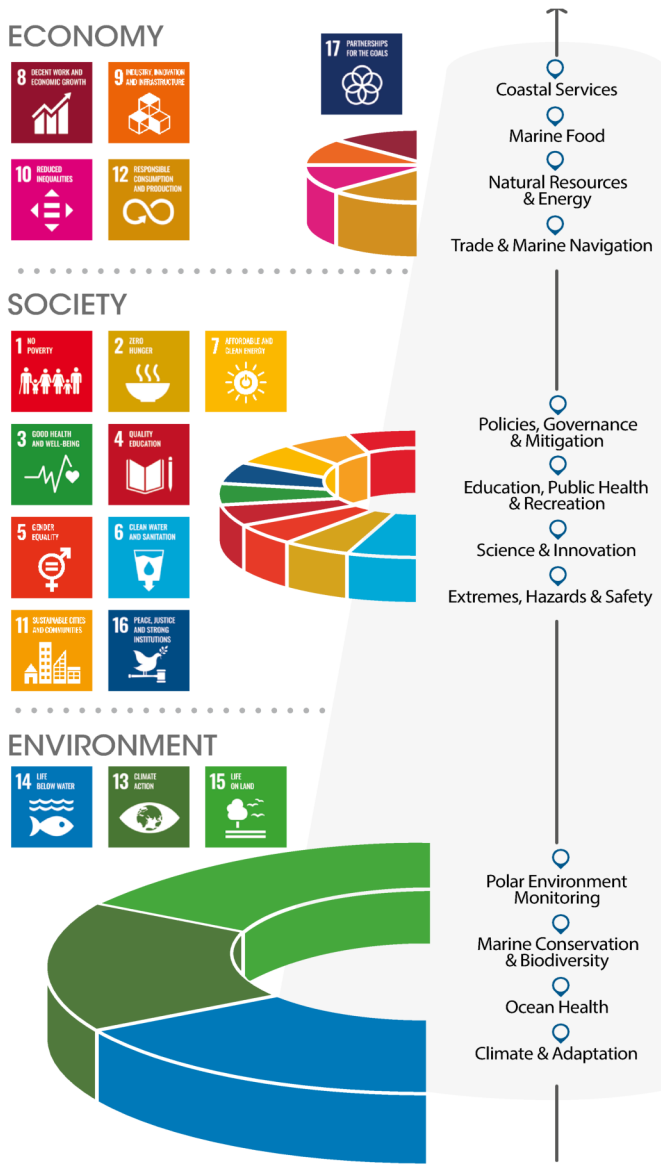 ECONOMY
8 DECENT WORK AND
ECONOMIC GROWTH
9 INDUSTRY, INNOVATION
AND INFRASTRUCTURE
17 PARTNERSHIPS
FOR THE GOALS
10 REDUCED
INEQUALITIES
12 RESPONSIBLE
CONSUMPTION
AND PRODUCTION
Coastal Services
Marine Food
Natural Resources
& Energy
Trade & Marine Navigation
SOCIETY
1 NO
POVERTY
2 ZERO
HUNGER
7 AFFORDABLE AND
CLEAN ENERGY
3 GOOD HEALTH
AND WELL-BEING
4 QUALITY
EDUCATION
5 GENDER
EQUALITY
6 CLEAN WATER
AND SANITATION
11 SUSTAINABLE CITIES
AND COMMUNITIES
16 PEACE, JUSTICE
AND STRONG
INSTITUTIONS
Policies, Governance
& Mitigation
Education, Public Health
& Recreation
Science & Innovation
Extremes, Hazards & Safety
ENVIRONMENT
14 LIFE
BELOW WATER
13 CLIMATE
ACTION
15 LIFE
ON LAND
Polar Environment
Monitoring
Marine Conservation
& Biodiversity
Ocean Health
Climate & Adaptation